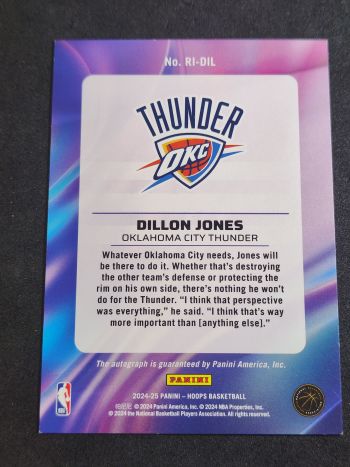 No. RI-DIL
THUNDER
OKC
DILLON JONES
OKLAHOMA CITY THUNDER
Whatever Oklahoma City needs, Jones will
be there to do it. Whether that's destroying
the other team's defense or protecting the
rim on his own side, there's nothing he won't
do for the Thunder. “I think that perspective
was everything,” he said. “I think that's way
more important than [anything else].”
The autograph is guaranteed by Panini America, Inc.
PANINI
2024-25 PANINI – HOOPS BASKETBALL
© 2024 Panini America, Inc. © 2024 NBA Properties, Inc.
© 2024 the National Basketball Players Association. All rights reserved.